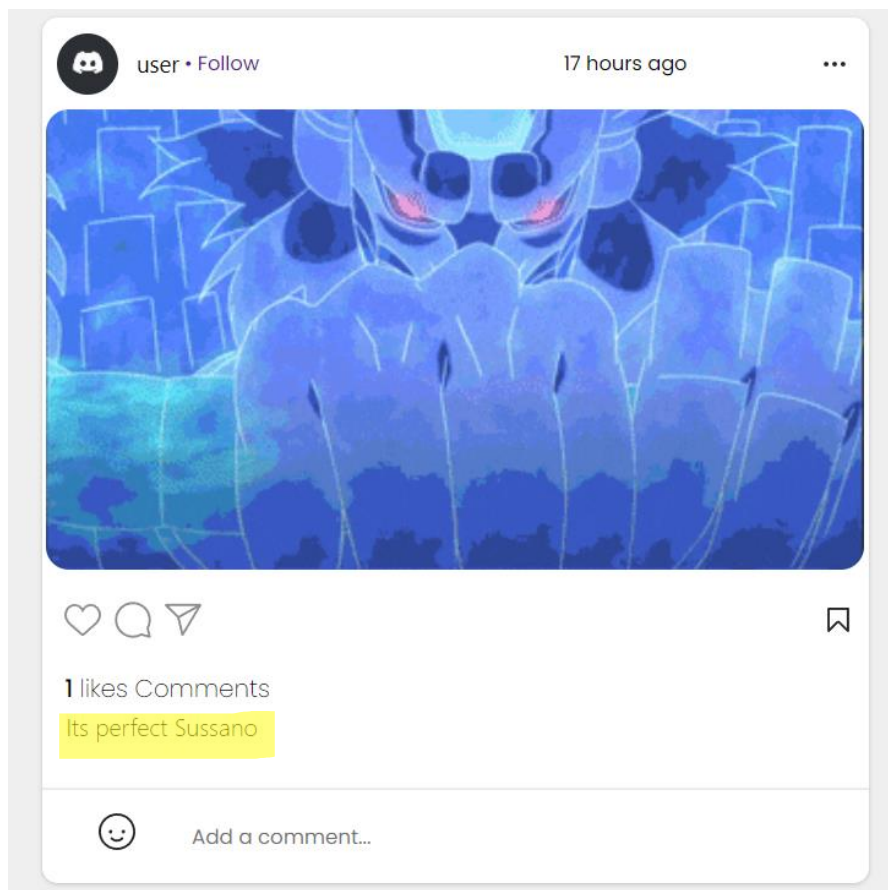 user • Follow 17 hours ago
1 likes Comments
Its perfect Sussano
Add a comment...